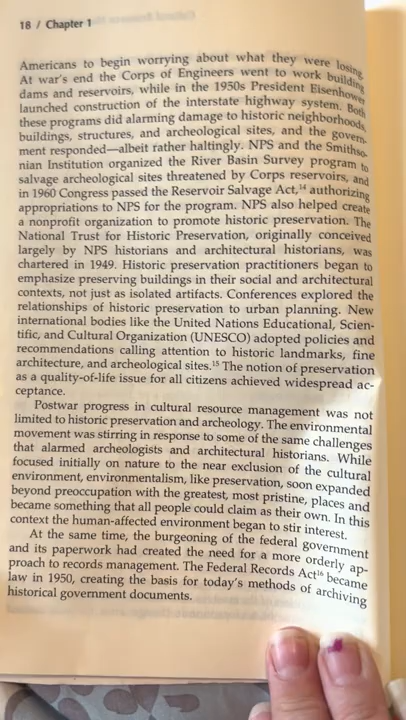 18 / Chapter 1
Americans to begin worrying about what they were losing.
At war's end the Corps of Engineers went to work building
dams and reservoirs, while in the 1950s President Eisenhower
launched construction of the interstate highway system. Both
these programs did alarming damage to historic neighborhoods,
buildings, structures, and archeological sites, and the govern-
ment responded—albeit rather haltingly. NPS and the Smithso-
nian Institution organized the River Basin Survey program to
salvage archeological sites threatened by Corps reservoirs, and
in 1960 Congress passed the Reservoir Salvage Act,¹⁴ authorizing
appropriations to NPS for the program. NPS also helped create
a nonprofit organization to promote historic preservation. The
National Trust for Historic Preservation, originally conceived
largely by NPS historians and architectural historians, was
chartered in 1949. Historic preservation practitioners began to
emphasize preserving buildings in their social and architectural
contexts, not just as isolated artifacts. Conferences explored the
relationships of historic preservation to urban planning. New
international bodies like the United Nations Educational, Scien-
tific, and Cultural Organization (UNESCO) adopted policies and
recommendations calling attention to historic landmarks, fine
architecture, and archeological sites.¹⁵ The notion of preservation
as a quality-of-life issue for all citizens achieved widespread ac-
ceptance.
Postwar progress in cultural resource management was not
limited to historic preservation and archeology. The environmental
movement was stirring in response to some of the same challenges
that alarmed archeologists and architectural historians. While
focused initially on nature to the near exclusion of the cultural
environment, environmentalism, like preservation, soon expanded
beyond preoccupation with the greatest, most pristine, places and
became something that all people could claim as their own. In this
context the human-affected environment began to stir interest.
At the same time, the burgeoning of the federal government
and its paperwork had created the need for a more orderly ap-
proach to records management. The Federal Records Act¹⁶ became
law in 1950, creating the basis for today's methods of archiving
historical government documents.